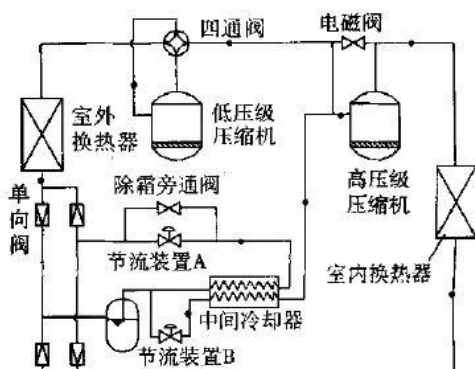 四通阀
电磁阀
室外
换热器
低压级
压缩机
高压级
压缩机
除霜旁通阀
单向阀
节流装置A
室内换热器
中间冷却器
节流装置B